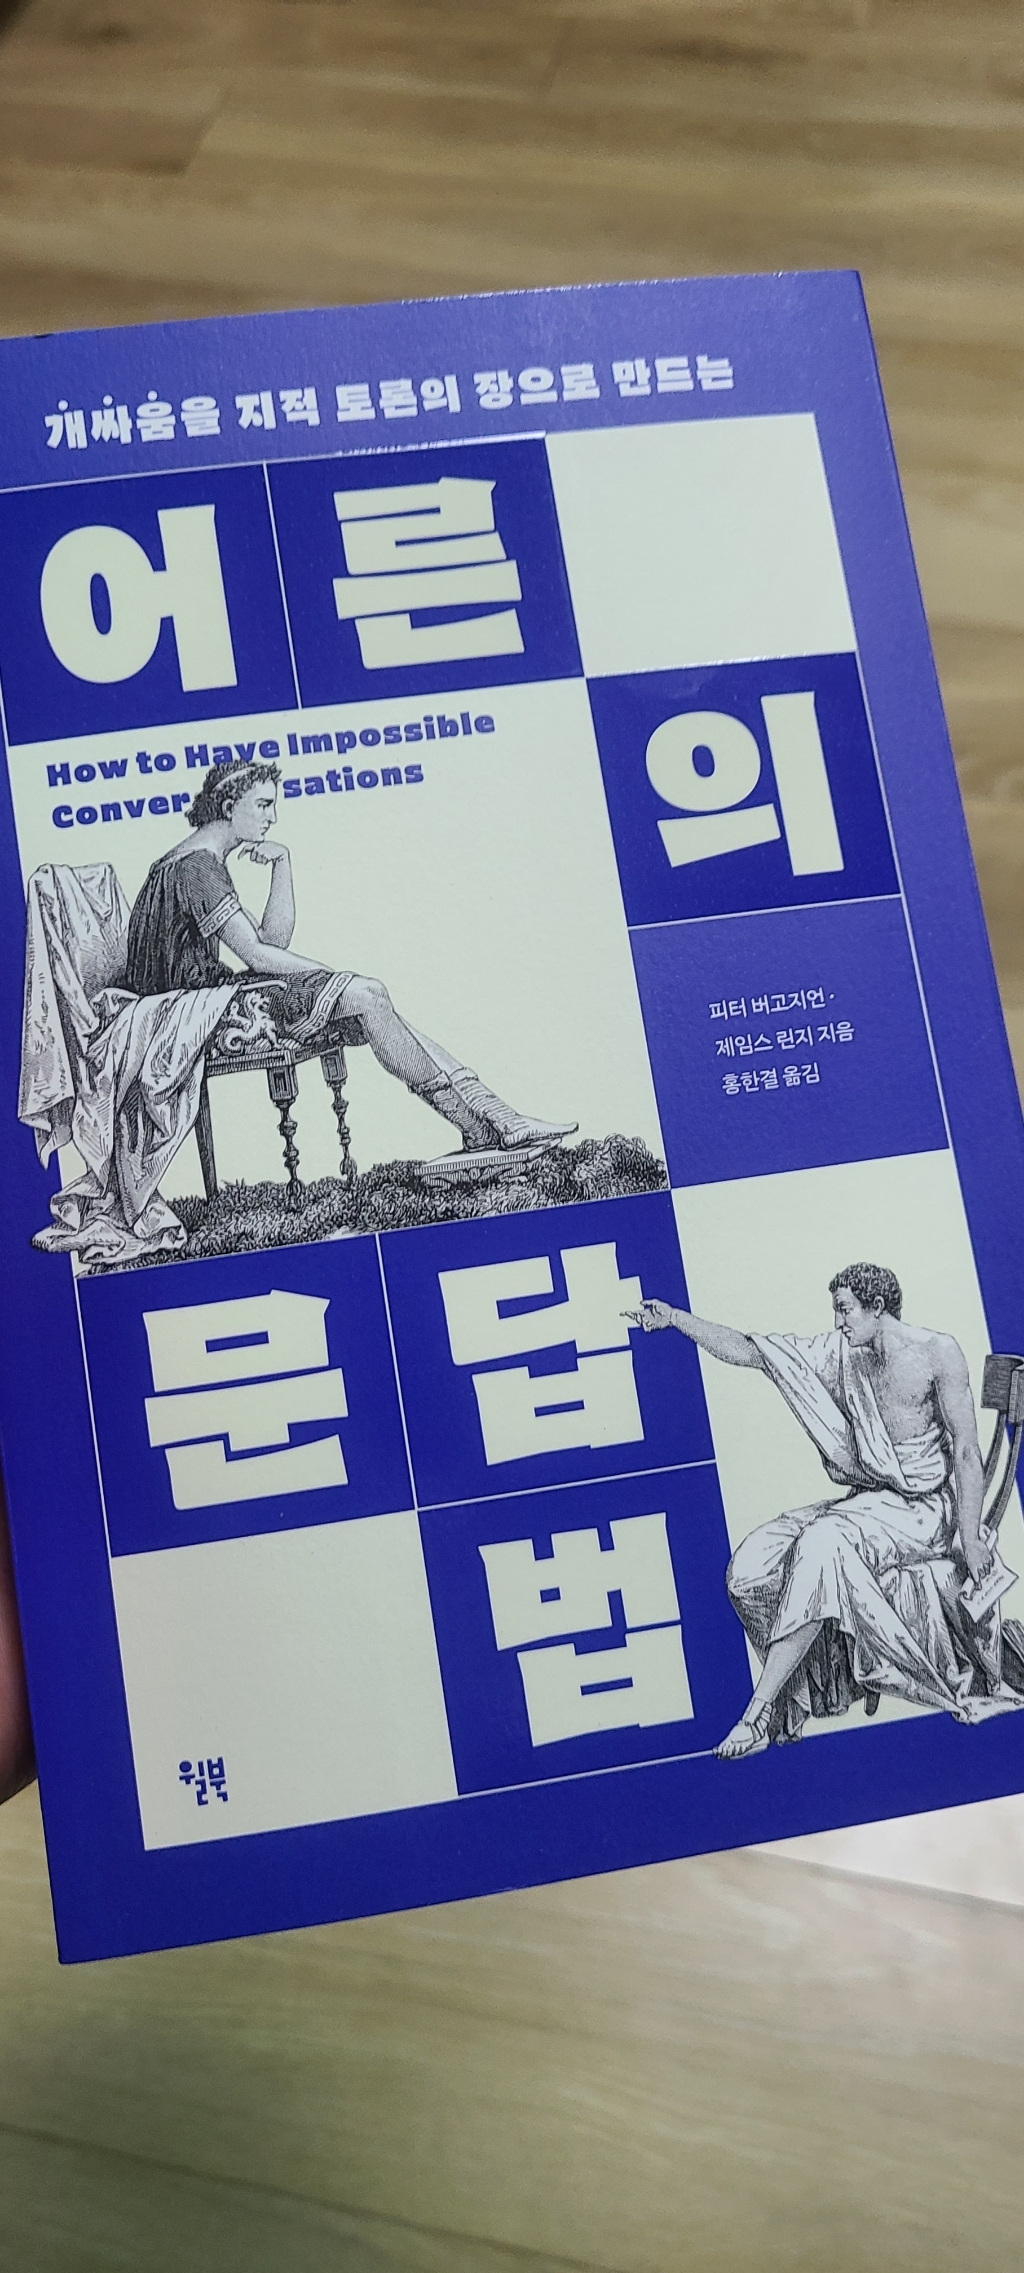 개싸움을 지적 토론의 장으로 만드는
어른
의
How to Have Impossible
Conversations
피터 버고지언 ·
제임스 린지 지음
홍한결 옮김
문답
법
윌북